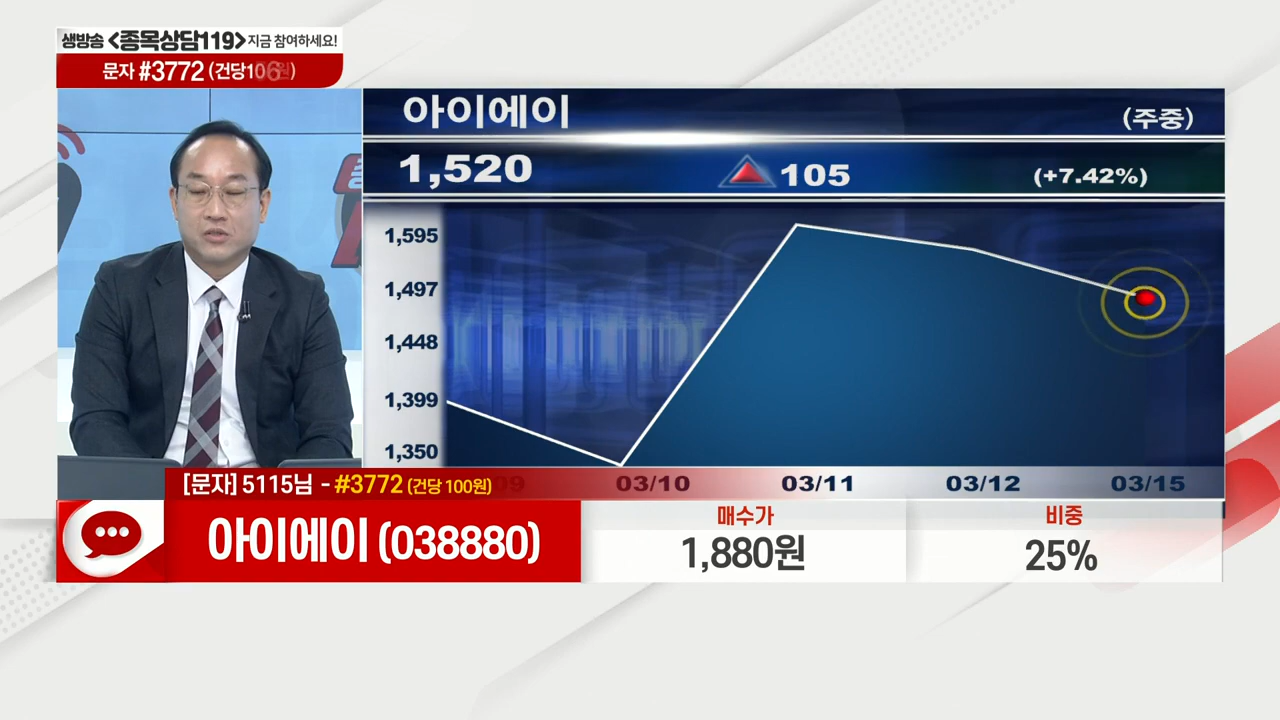 생방송 <종목상담119> 지금 참여하세요!
문자 #3772 (건당10 원)
아이에이 (주중)
1,520 105 (+7.42%)
1,595
1,497
1,448
1,399
1,350
09 03/10 03/11 03/12 03/15
[문자] 5115님 - #3772 (건당 100원)
아이에이 (038880)
매수가 비중
1,880원 25%